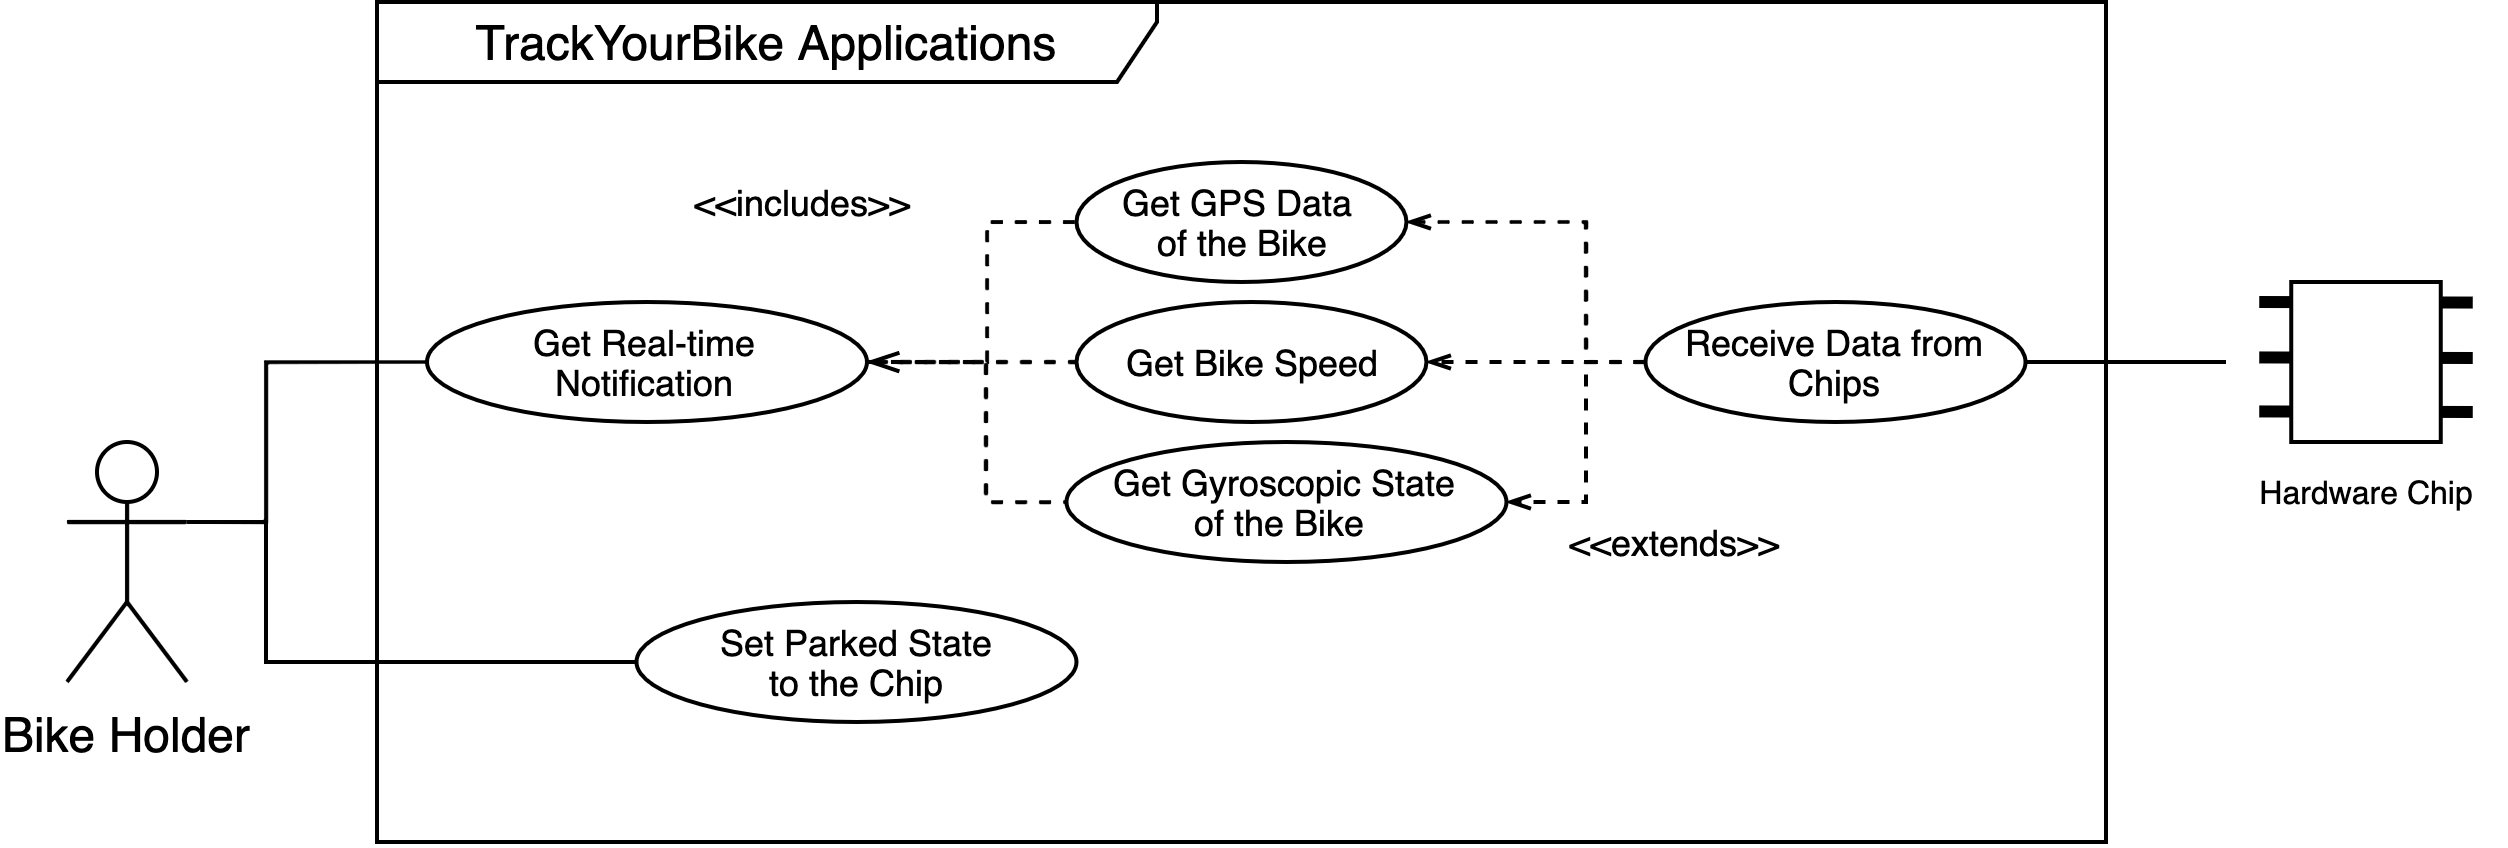 TrackYourBike Applications
<<includes>>
Get GPS Data
of the Bike
Get Real-time
Notification
Get Bike Speed
Receive Data from
Chips
Get Gyroscopic State
of the Bike
<<extends>>
Hardware Chip
Set Parked State
to the Chip
Bike Holder